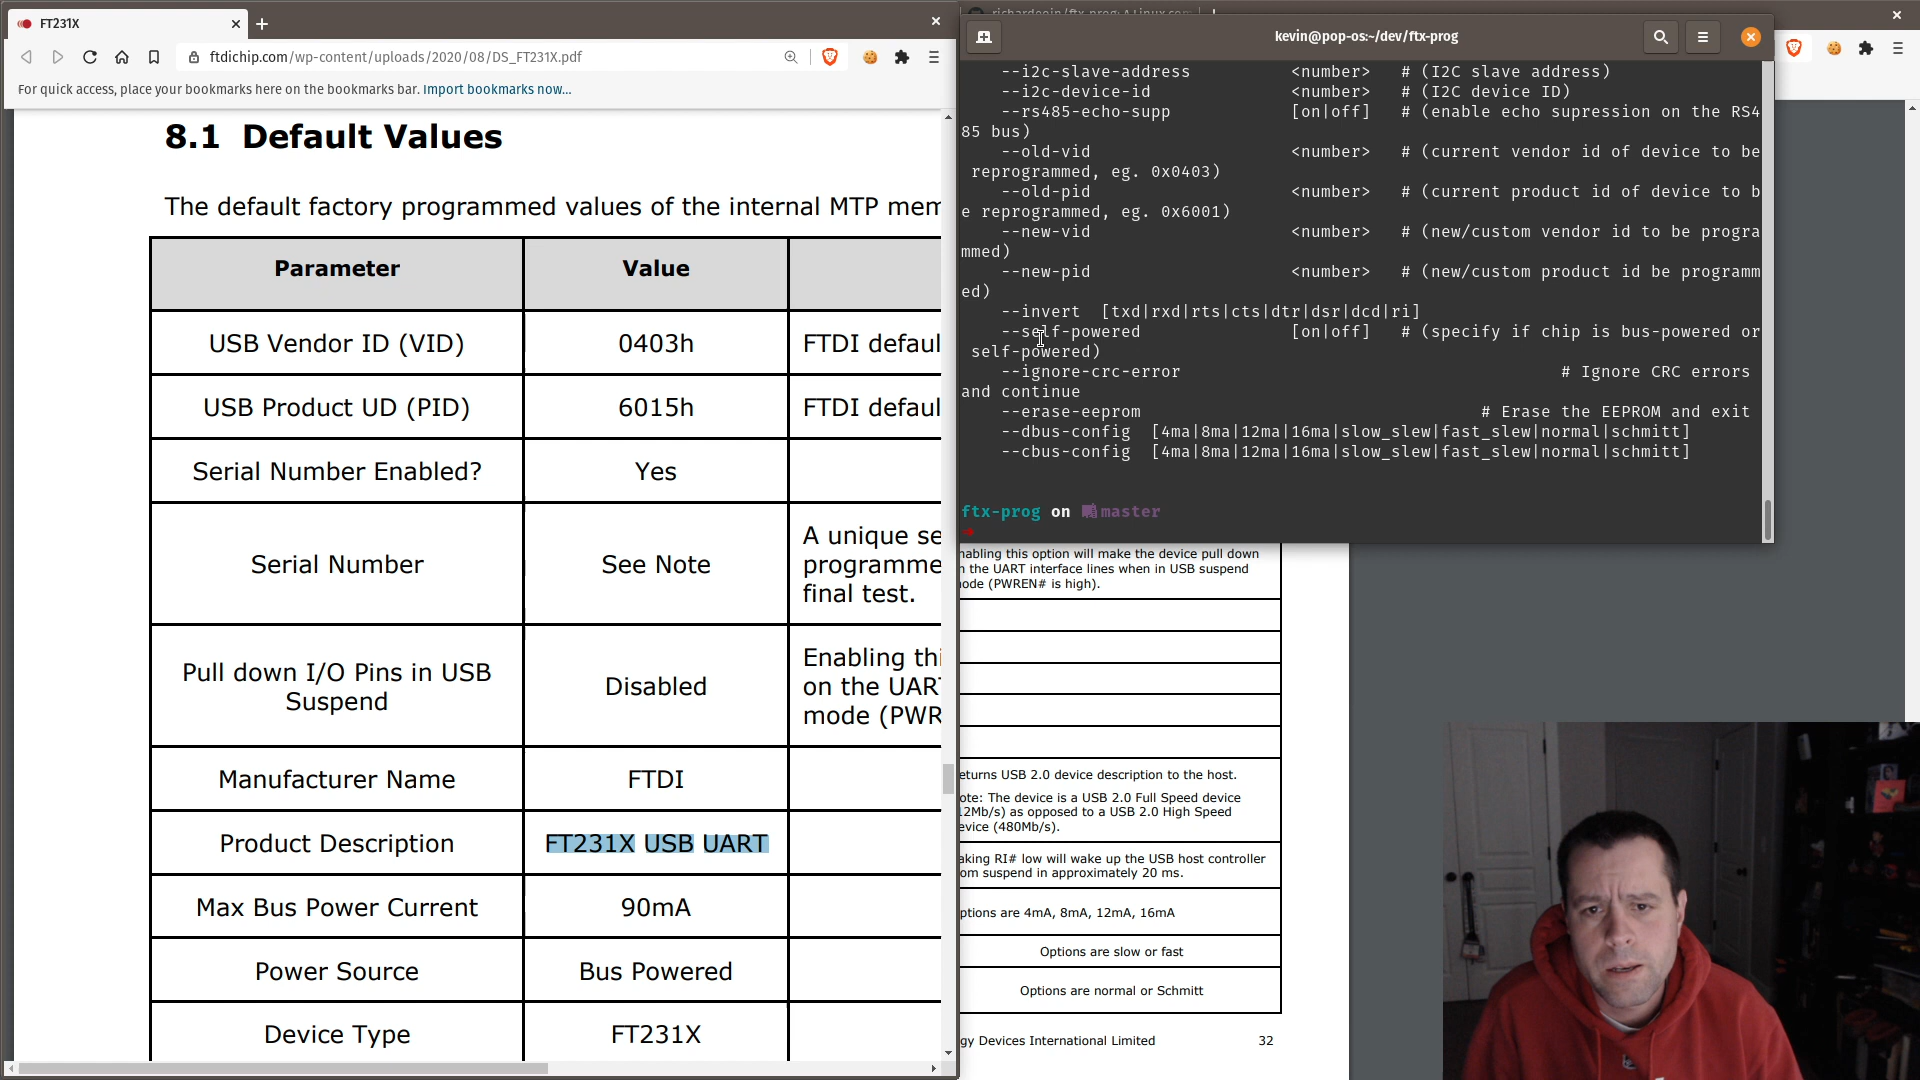 FT231X
ftdichip.com/wp-content/uploads/2020/08/DS_FT231X.pdf
For quick access, place your bookmarks here on the bookmarks bar. Import bookmarks now...
8.1 Default Values
The default factory programmed values of the internal MTP mem
Parameter Value
USB Vendor ID (VID) 0403h FTDI defaul
USB Product UD (PID) 6015h FTDI defaul
Serial Number Enabled? Yes
Serial Number See Note
A unique se
programme
final test.
Pull down I/O Pins in USB
Suspend
Disabled
Enabling thi
on the UAR
mode (PWR
Manufacturer Name FTDI
Product Description FT231X USB UART
Max Bus Power Current 90mA
Power Source Bus Powered
Device Type FT231X
kevin@pop-os:~/dev/ftx-prog
--i2c-slave-address <number> # (I2C slave address)
--i2c-device-id <number> # (I2C device ID)
--rs485-echo-supp [on|off] # (enable echo supression on the RS4
85 bus)
--old-vid <number> # (current vendor id of device to be
reprogrammed, eg. 0x0403)
--old-pid <number> # (current product id of device to b
e reprogrammed, eg. 0x6001)
--new-vid <number> # (new/custom vendor id to be progra
mmed)
--new-pid <number> # (new/custom product id be programm
ed)
--invert [txd|rxd|rts|cts|dtr|dsr|dcd|ri]
--self-powered [on|off] # (specify if chip is bus-powered or
self-powered)
--ignore-crc-error # Ignore CRC errors
and continue
--erase-eeprom # Erase the EEPROM and exit
--dbus-config [4ma|8ma|12ma|16ma|slow_slew|fast_slew|normal|schmitt]
--cbus-config [4ma|8ma|12ma|16ma|slow_slew|fast_slew|normal|schmitt]
ftx-prog on master
nabling this option will make the device pull down
n the UART interface lines when in USB suspend
ode (PWREN# is high).
eturns USB 2.0 device description to the host.
ote: The device is a USB 2.0 Full Speed device
12Mb/s) as opposed to a USB 2.0 High Speed
evice (480Mb/s).
aking RI# low will wake up the USB host controller
om suspend in approximately 20 ms.
ptions are 4mA, 8mA, 12mA, 16mA
Options are slow or fast
Options are normal or Schmitt
gy Devices International Limited 32